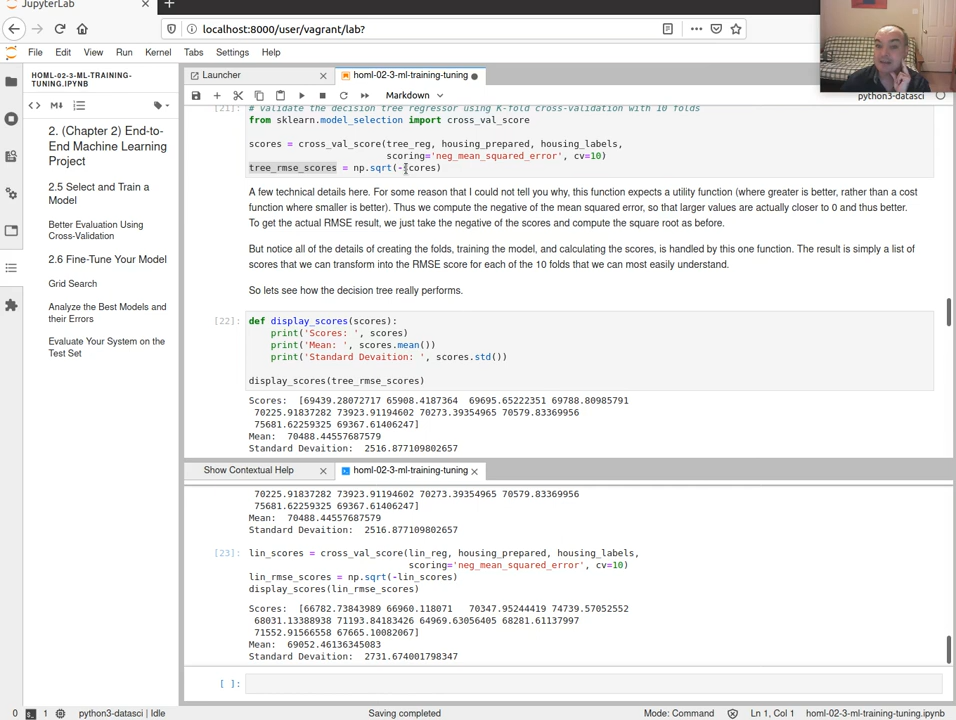 JupyterLab
localhost:8000/user/vagrant/lab?
File Edit View Run Kernel Tabs Settings Help
HOML-02-3-ML-TRAINING-
TUNING.IPYNB
2. (Chapter 2) End-to-
End Machine Learning
Project
2.5 Select and Train a
Model
Better Evaluation Using
Cross-Validation
2.6 Fine-Tune Your Model
Grid Search
Analyze the Best Models and
their Errors
Evaluate Your System on the
Test Set
Launcher
homl-02-3-ml-training-tuning
Markdown
python3-datasci
[21]: # validate the decision tree regressor using K-fold cross-validation with 10 folds
from sklearn.model_selection import cross_val_score
scores = cross_val_score(tree_reg, housing_prepared, housing_labels,
scoring='neg_mean_squared_error', cv=10)
tree_rmse_scores = np.sqrt(-scores)
A few technical details here. For some reason that I could not tell you why, this function expects a utility function (where greater is better, rather than a cost
function where smaller is better). Thus we compute the negative of the mean squared error, so that larger values are actually closer to 0 and thus better.
To get the actual RMSE result, we just take the negative of the scores and compute the square root as before.
But notice all of the details of creating the folds, training the model, and calculating the scores, is handled by this one function. The result is simply a list of
scores that we can transform into the RMSE score for each of the 10 folds that we can most easily understand.
So lets see how the decision tree really performs.
[22]: def display_scores(scores):
print('Scores: ', scores)
print('Mean: ', scores.mean())
print('Standard Devaition: ', scores.std())
display_scores(tree_rmse_scores)
Scores: [69439.28072717 65908.4187364 69695.65222351 69788.80985791
70225.91837282 73923.91194602 70273.39354965 70579.83369956
75681.62259325 69367.61406247]
Mean: 70488.44557687579
Standard Devaition: 2516.877109802657
Show Contextual Help
homl-02-3-ml-training-tuning
70225.91837282 73923.91194602 70273.39354965 70579.83369956
75681.62259325 69367.61406247]
Mean: 70488.44557687579
Standard Devaition: 2516.877109802657
[23]: lin_scores = cross_val_score(lin_reg, housing_prepared, housing_labels,
scoring='neg_mean_squared_error', cv=10)
lin_rmse_scores = np.sqrt(-lin_scores)
display_scores(lin_rmse_scores)
Scores: [66782.73843989 66960.118071 70347.95244419 74739.57052552
68031.13388938 71193.84183426 64969.63056405 68281.61137997
71552.91566558 67665.10082067]
Mean: 69052.46136345083
Standard Devaition: 2731.674001798347
[ ]:
0 1 python3-datasci | Idle Saving completed Mode: Command Ln 1, Col 1 homl-02-3-ml-training-tuning.ipynb